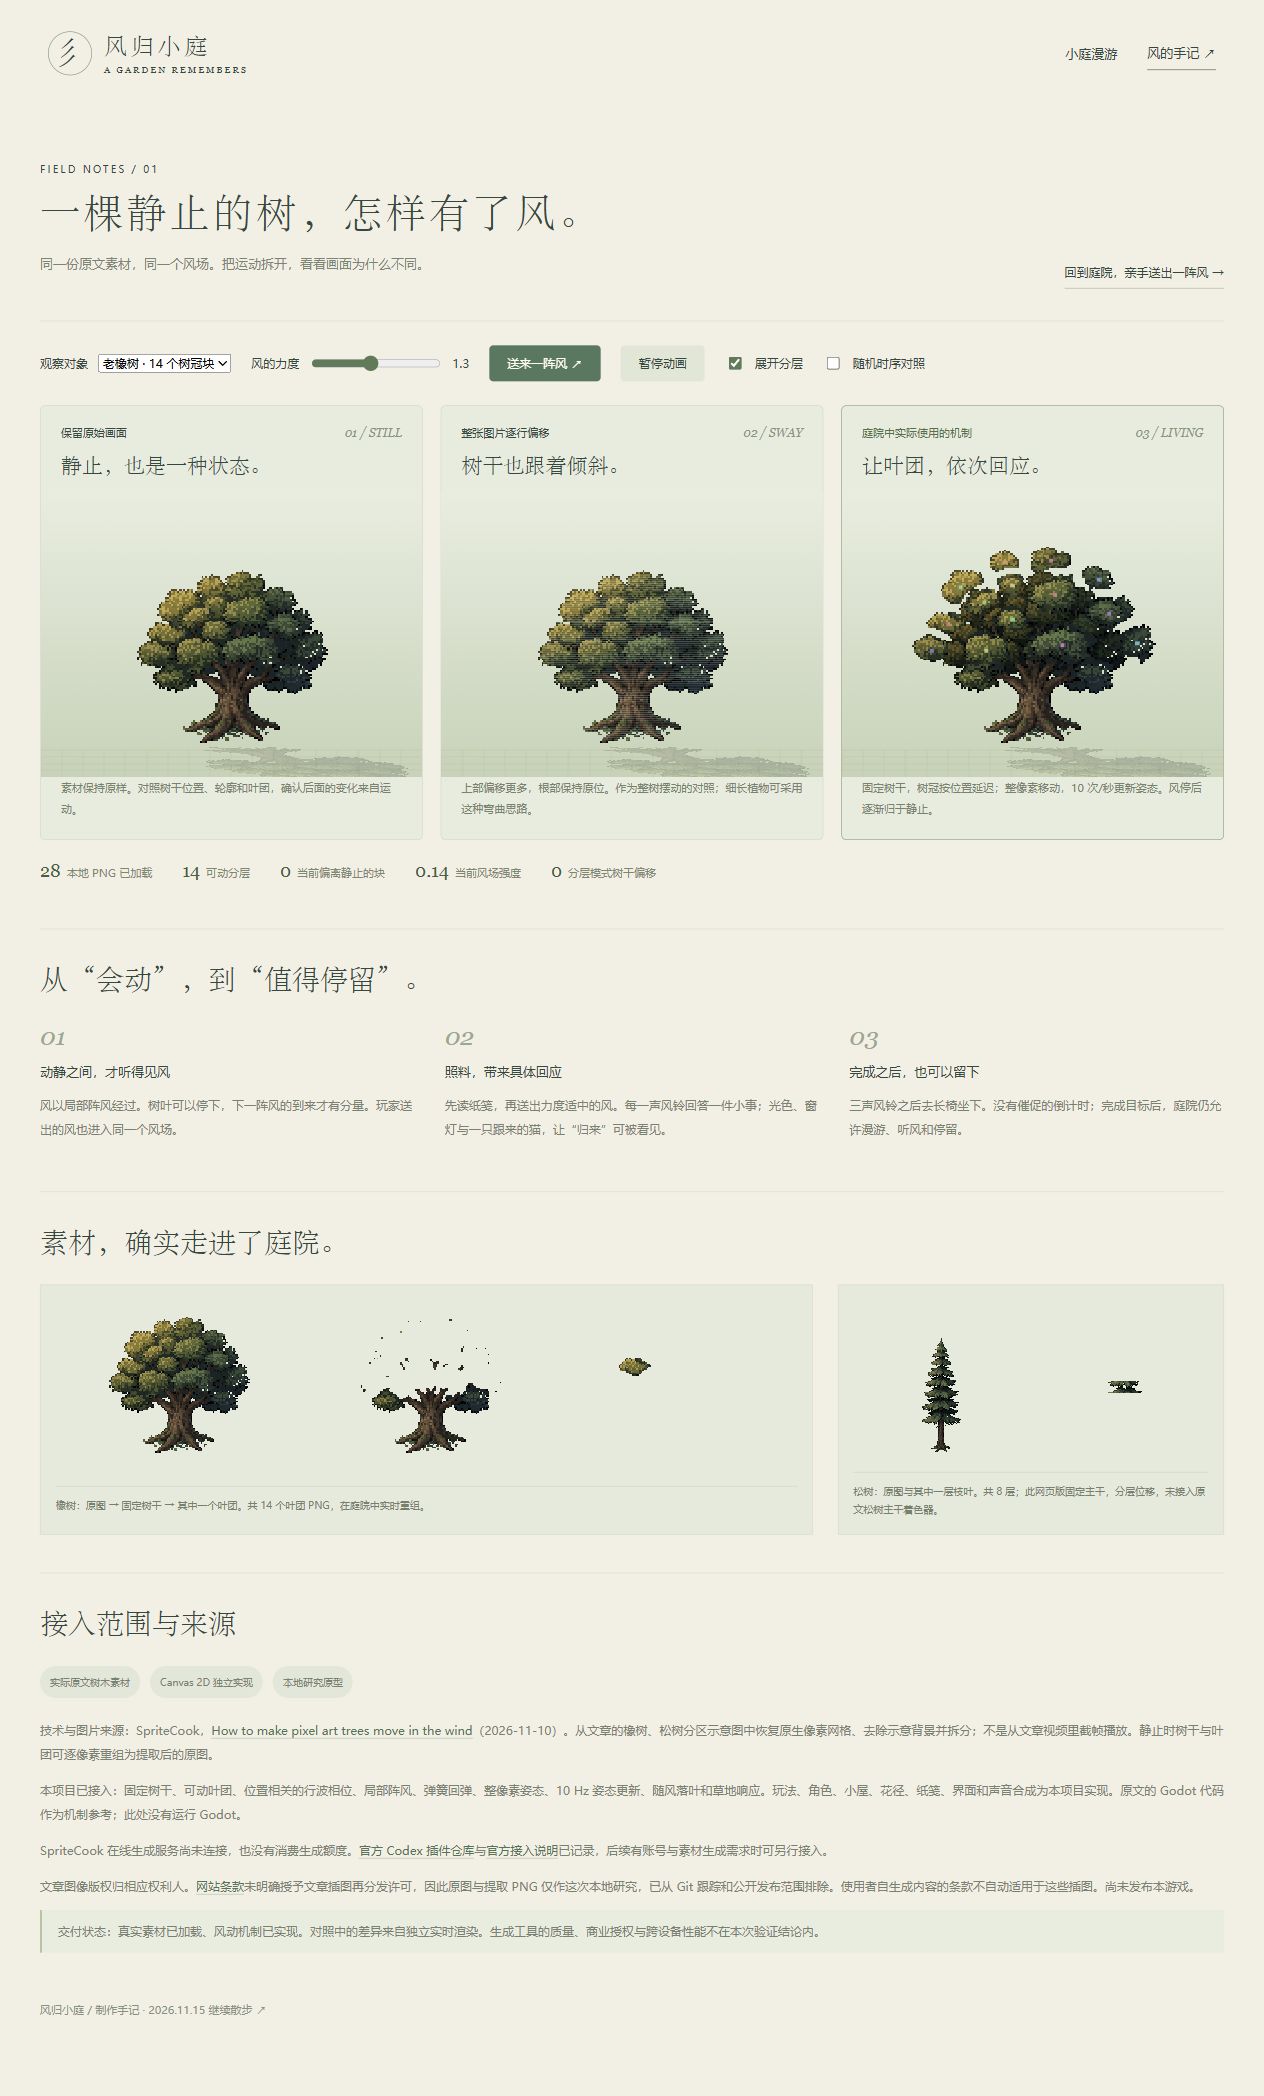 彡 风归小庭
A GARDEN REMEMBERS
小庭漫游
风的手记 ↗
FIELD NOTES / 01
一棵静止的树，怎样有了风。
同一份原文素材，同一个风场。把运动拆开，看看画面为什么不同。
回到庭院，亲手送出一阵风 →
观察对象 老橡树 · 14 个树冠块 风的力度 1.3 送来一阵风 ↗ 暂停动画 展开分层 随机时序对照
保留原始画面 01 / STILL
静止，也是一种状态。
素材保持原样。对照树干位置、轮廓和叶团，确认后面的变化来自运
动。
整张图片逐行偏移 02 / SWAY
树干也跟着倾斜。
上部偏移更多，根部保持原位。作为整树摆动的对照；细长植物可采用
这种弯曲思路。
庭院中实际使用的机制 03 / LIVING
让叶团，依次回应。
固定树干，树冠按位置延迟；整像素移动，10 次/秒更新姿态。风停后
逐渐归于静止。
28 本地 PNG 已加载 14 可动分层 0 当前偏离静止的块 0.14 当前风场强度 0 分层模式树干偏移
从“会动”，到“值得停留”。
01
动静之间，才听得见风
风以局部阵风经过。树叶可以停下，下一阵风的到来才有分量。玩家送
出的风也进入同一个风场。
02
照料，带来具体回应
先读纸笺，再送出力度适中的风。每一声风铃回答一件小事；光色、窗
灯与一只跟来的猫，让“归来”可被看见。
03
完成之后，也可以留下
三声风铃之后去长椅坐下。没有催促的倒计时；完成目标后，庭院仍允
许漫游、听风和停留。
素材，确实走进了庭院。
橡树：原图 → 固定树干 → 其中一个叶团。共 14 个叶团 PNG，在庭院中实时重组。
松树：原图与其中一层枝叶。共 8 层；此网页版固定主干，分层位移，未接入原
文松树主干着色器。
接入范围与来源
实际原文树木素材 Canvas 2D 独立实现 本地研究原型
技术与图片来源：SpriteCook，How to make pixel art trees move in the wind（2026-11-10）。从文章的橡树、松树分区示意图中恢复原生像素网格、去除示意背景并拆分；不是从文章视频里截帧播放。静止时树干与叶
团可逐像素重组为提取后的原图。
本项目已接入：固定树干、可动叶团、位置相关的行波相位、局部阵风、弹簧回弹、整像素姿态、10 Hz 姿态更新、随风落叶和草地响应。玩法、角色、小屋、花径、纸笺、界面和声音合成为本项目实现。原文的 Godot 代码
作为机制参考；此处没有运行 Godot。
SpriteCook 在线生成服务尚未连接，也没有消费生成额度。官方 Codex 插件仓库与官方接入说明已记录，后续有账号与素材生成需求时可另行接入。
文章图像版权归相应权利人。网站条款未明确授予文章插图再分发许可，因此原图与提取 PNG 仅作这次本地研究，已从 Git 跟踪和公开发布范围排除。使用者自生成内容的条款不自动适用于这些插图。尚未发布本游戏。
交付状态：真实素材已加载、风动机制已实现。对照中的差异来自独立实时渲染。生成工具的质量、商业授权与跨设备性能不在本次验证结论内。
风归小庭 / 制作手记 · 2026.11.15 继续散步 ↗